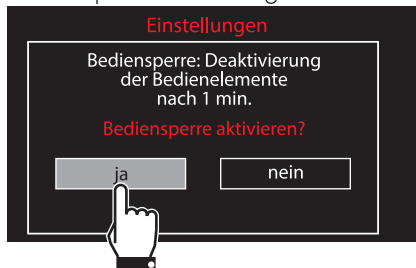 Einstellungen
Bediensperre: Deaktivierung
der Bedienelemente
nach 1 min.
Bediensperre aktivieren?
ja
nein